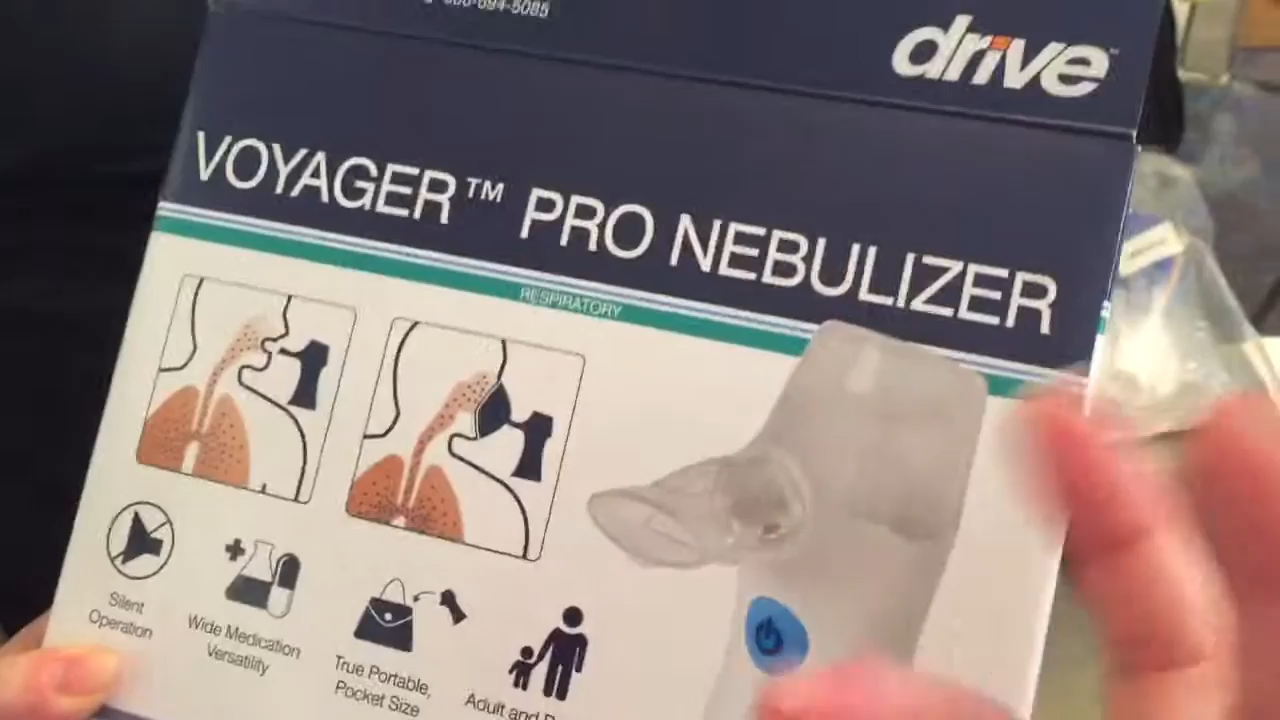 drive
VOYAGER™ PRO NEBULIZER
RESPIRATORY
Silent
Operation
Wide Medication
Versatility
True Portable,
Pocket Size
Adult and